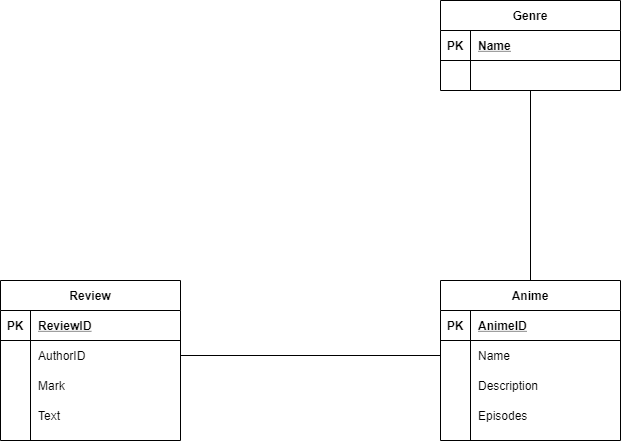 Genre
PK Name
Review
PK ReviewID
AuthorID
Mark
Text
Anime
PK AnimeID
Name
Description
Episodes